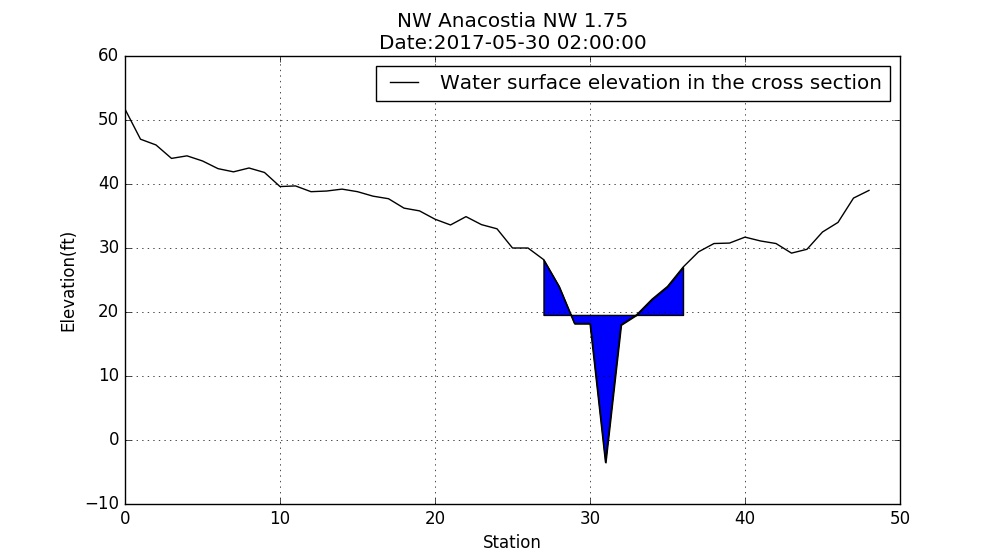 NW Anacostia NW 1.75
Date:2017-05-30 02:00:00
Water surface elevation in the cross section
60
50
40
30
20
10
0
−10
Elevation(ft)
0 10 20 30 40 50
Station